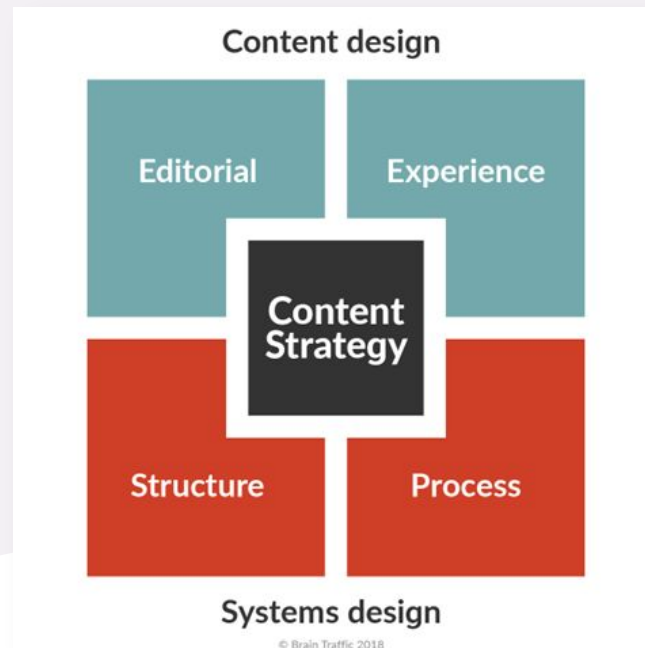 Content design
Editorial
Experience
Content
Strategy
Structure
Process
Systems design
© Brain Traffic 2018